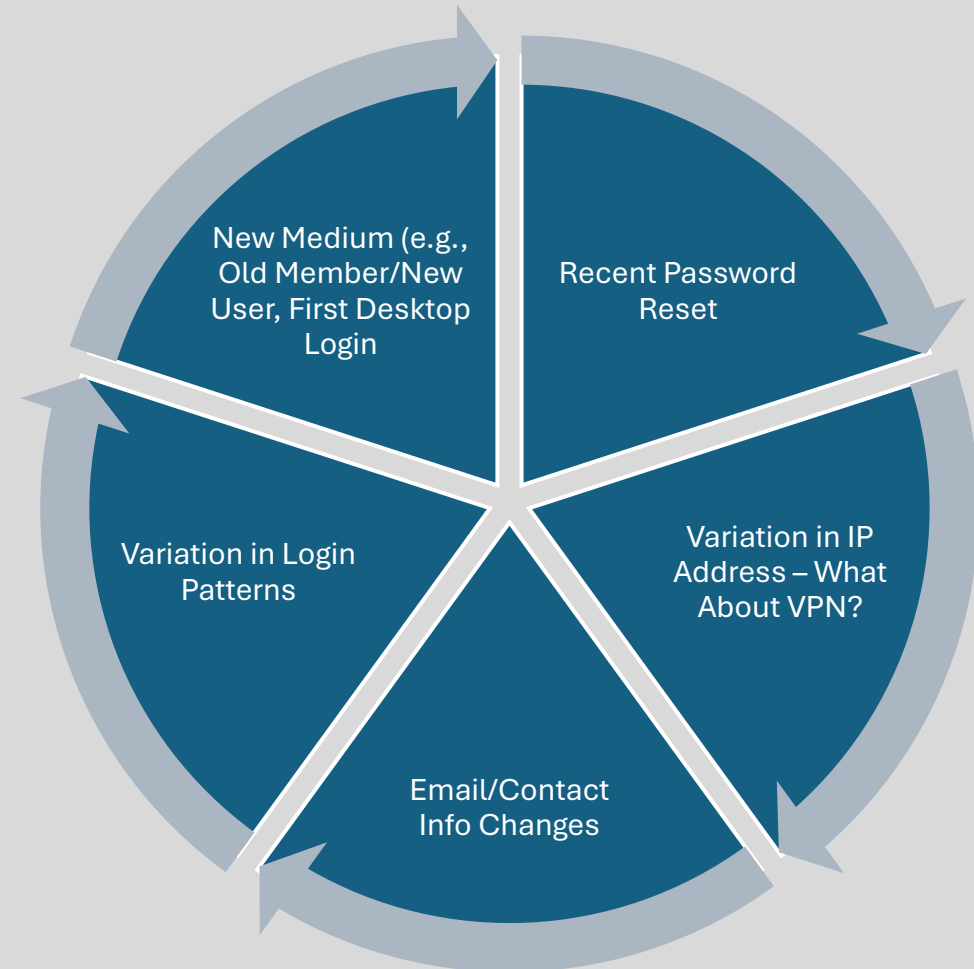 New Medium (e.g.,
Old Member/New
User, First Desktop
Login
Recent Password
Reset
Variation in IP
Address – What
About VPN?
Email/Contact
Info Changes
Variation in Login
Patterns